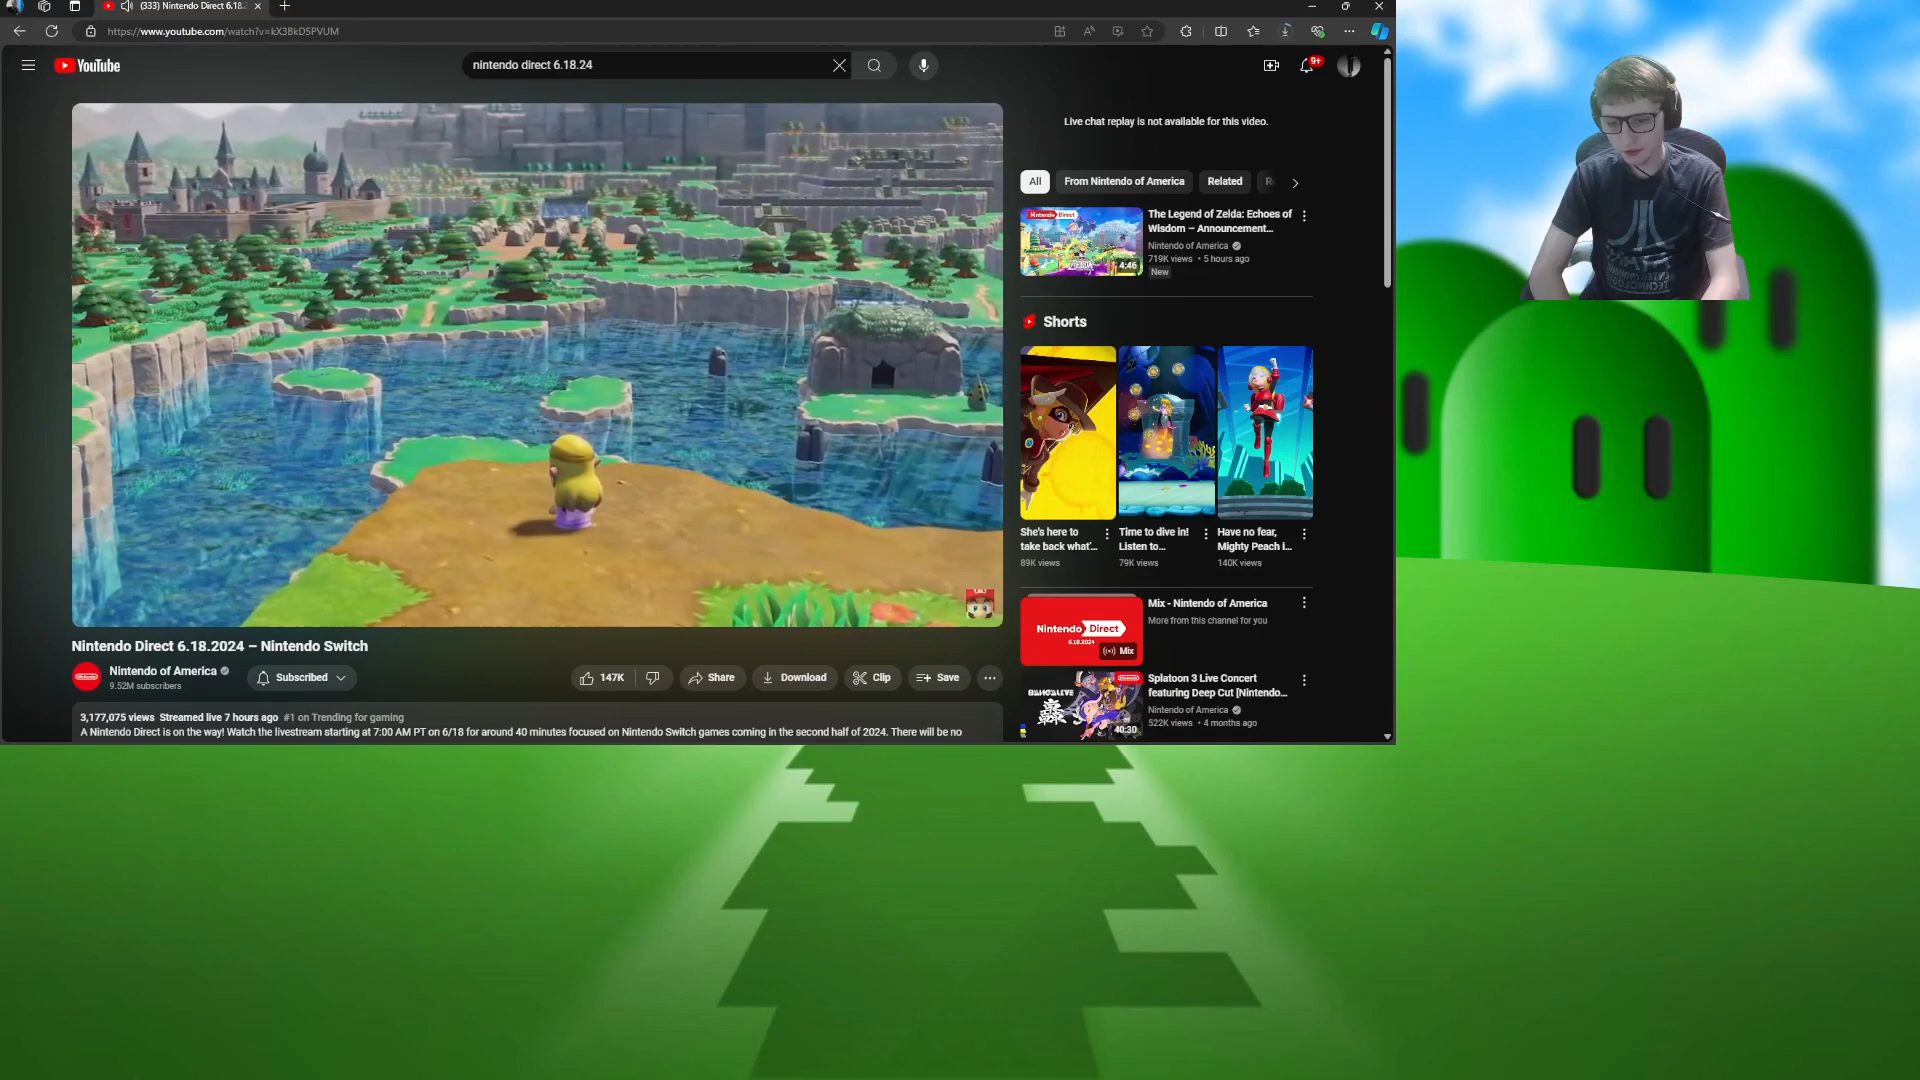 (333) Nintendo Direct 6.18.2
https://www.youtube.com/watch?v=kX3BkD5PVUM
YouTube
nintendo direct 6.18.24
9+
Live chat replay is not available for this video.
All
From Nintendo of America
Related
Nintendo Direct
4:46
The Legend of Zelda: Echoes of
Wisdom – Announcement...
Nintendo of America
719K views • 5 hours ago
New
Shorts
She's here to
take back what'...
89K views
Time to dive in!
Listen to...
79K views
Have no fear,
Mighty Peach i...
140K views
Nintendo Direct
6.18.2024
Mix
Mix - Nintendo of America
More from this channel for you
40:30
Splatoon 3 Live Concert
featuring Deep Cut [Nintendo...
Nintendo of America
522K views • 4 months ago
Nintendo Direct 6.18.2024 – Nintendo Switch
Nintendo of America
9.52M subscribers
Subscribed
147K
Share
Download
Clip
Save
3,177,075 views Streamed live 7 hours ago #1 on Trending for gaming
A Nintendo Direct is on the way! Watch the livestream starting at 7:00 AM PT on 6/18 for around 40 minutes focused on Nintendo Switch games coming in the second half of 2024. There will be no